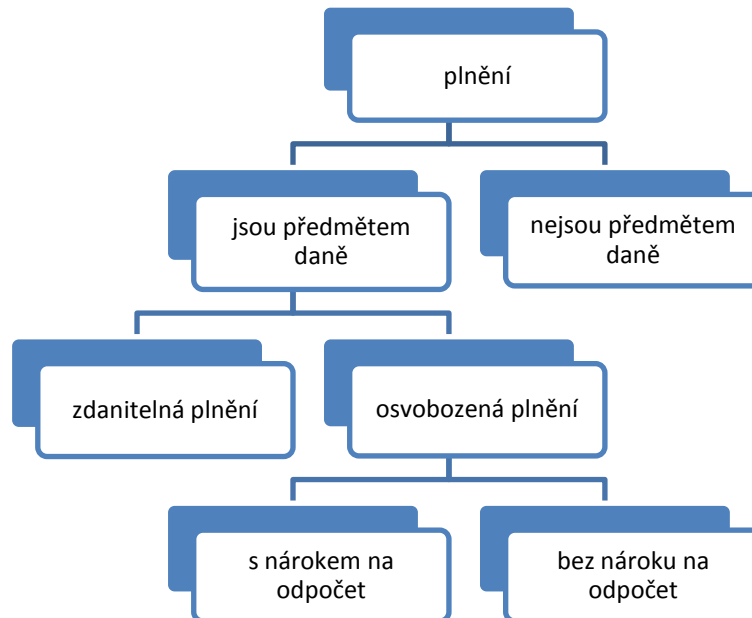 plnění
jsou předmětem
daně
nejsou předmětem
daně
zdanitelná plnění
osvobozená plnění
s nárokem na
odpočet
bez nároku na
odpočet